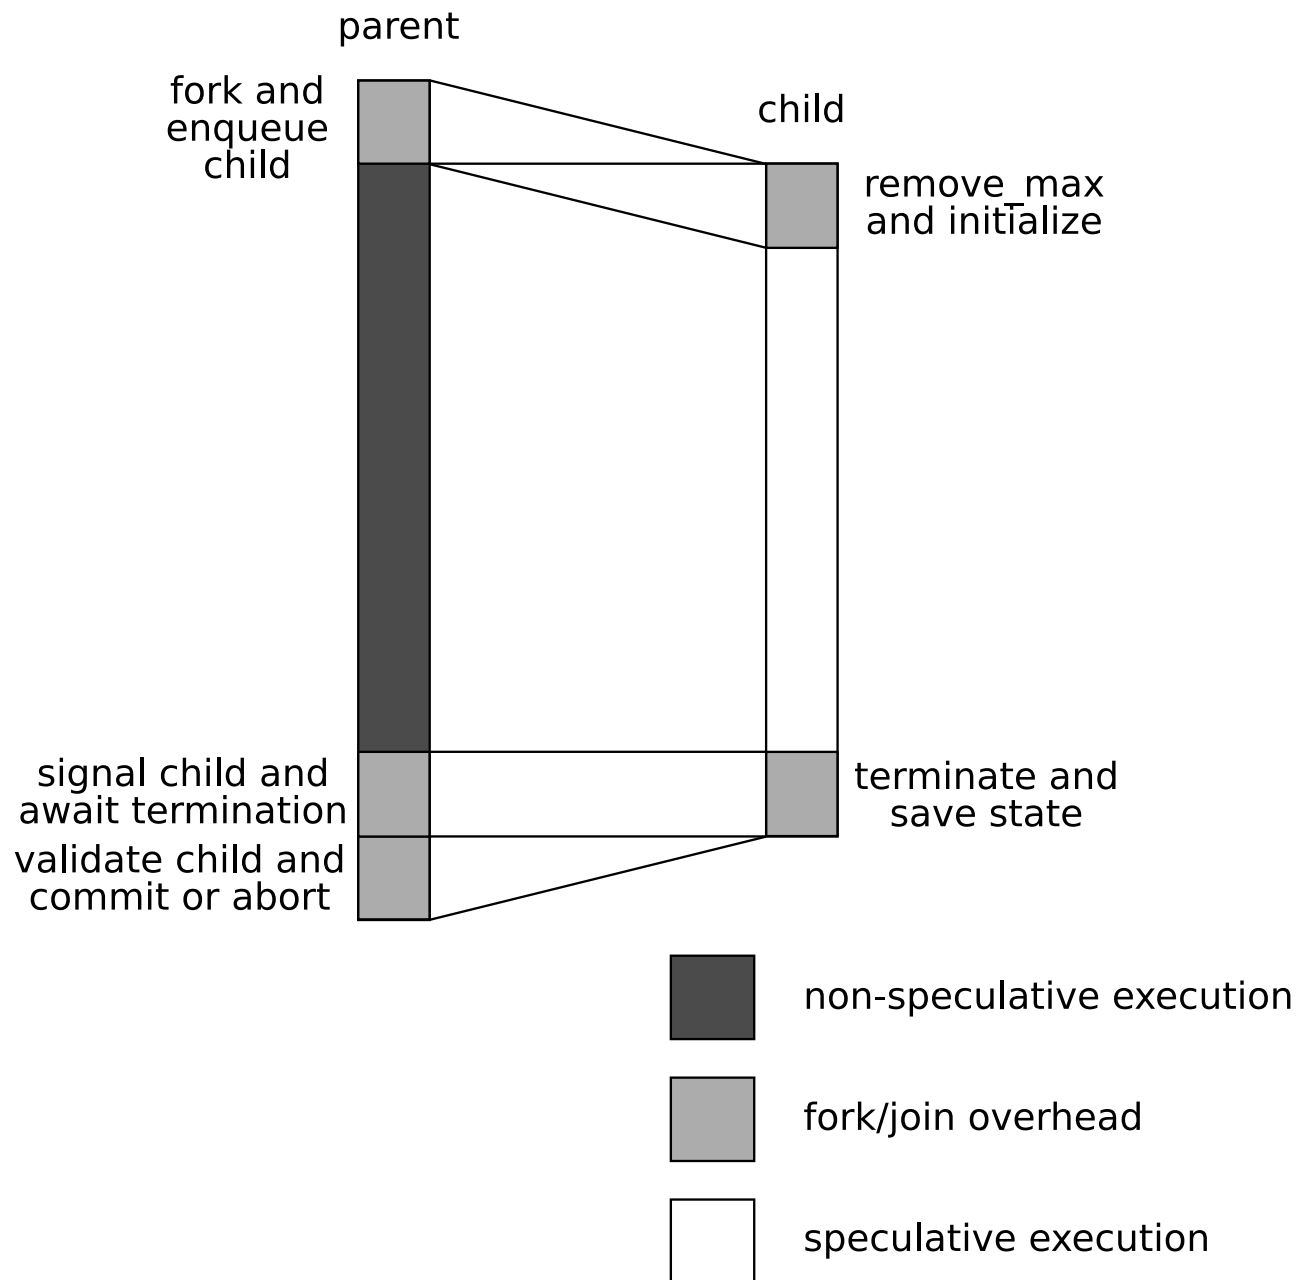 parent
fork and
enqueue
child
child
remove_max
and initialize
signal child and
await termination
terminate and
save state
validate child and
commit or abort
non-speculative execution
fork/join overhead
speculative execution